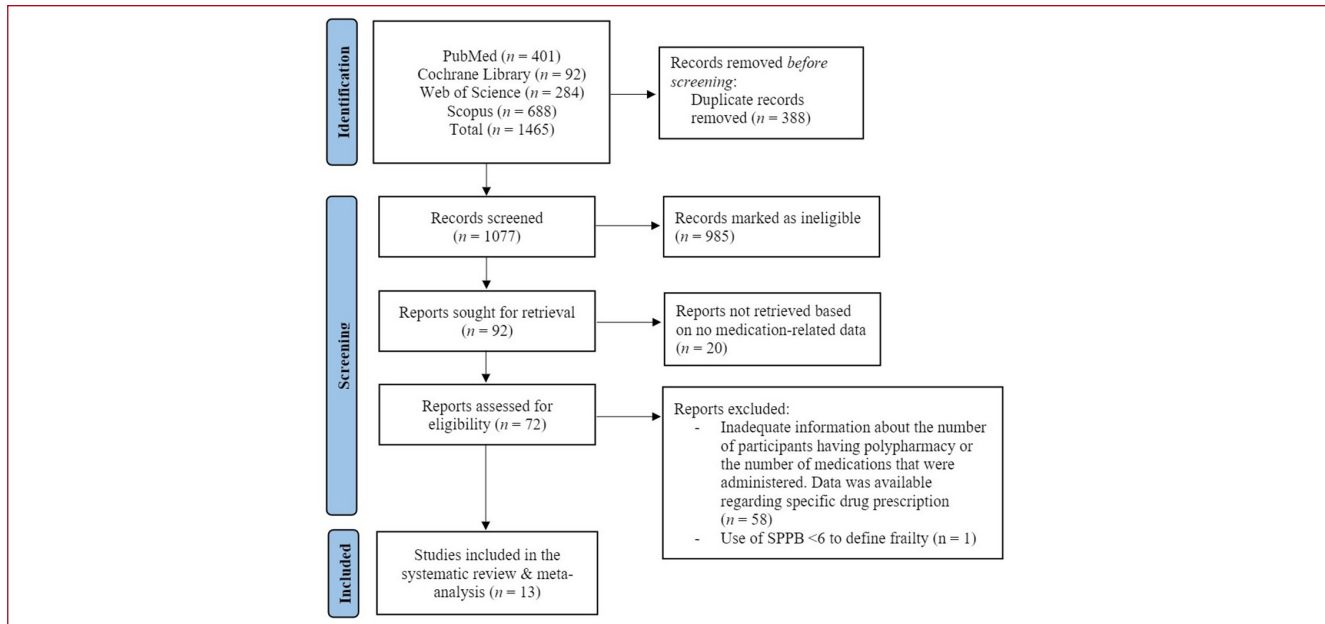 Identification
PubMed (n = 401)
Cochrane Library (n = 92)
Web of Science (n = 284)
Scopus (n = 688)
Total (n = 1465)
Records removed before
screening:
Duplicate records
removed (n = 388)
Screening
Records screened
(n = 1077)
Records marked as ineligible
(n = 985)
Reports sought for retrieval
(n = 92)
Reports not retrieved based
on no medication-related data
(n = 20)
Reports assessed for
eligibility (n = 72)
Reports excluded:
- Inadequate information about the number
of participants having polypharmacy or
the number of medications that were
administered. Data was available
regarding specific drug prescription
(n = 58)
- Use of SPPB <6 to define frailty (n = 1)
Included
Studies included in the
systematic review & meta-
analysis (n = 13)